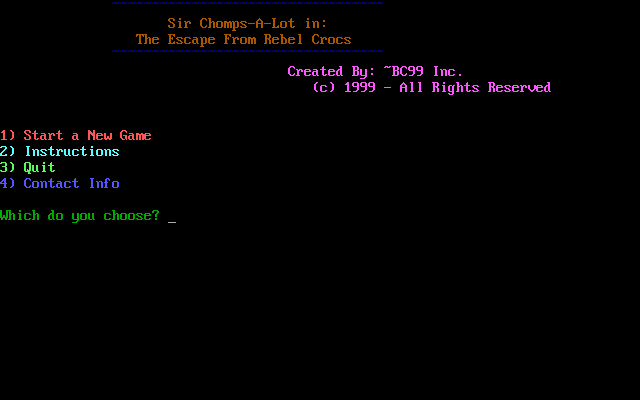 Sir Chomps-A-Lot in:
The Escape From Rebel Crocs
Created By: ~BC99 Inc.
(c) 1999 - All Rights Reserved
1) Start a New Game
2) Instructions
3) Quit
4) Contact Info
Which do you choose? _